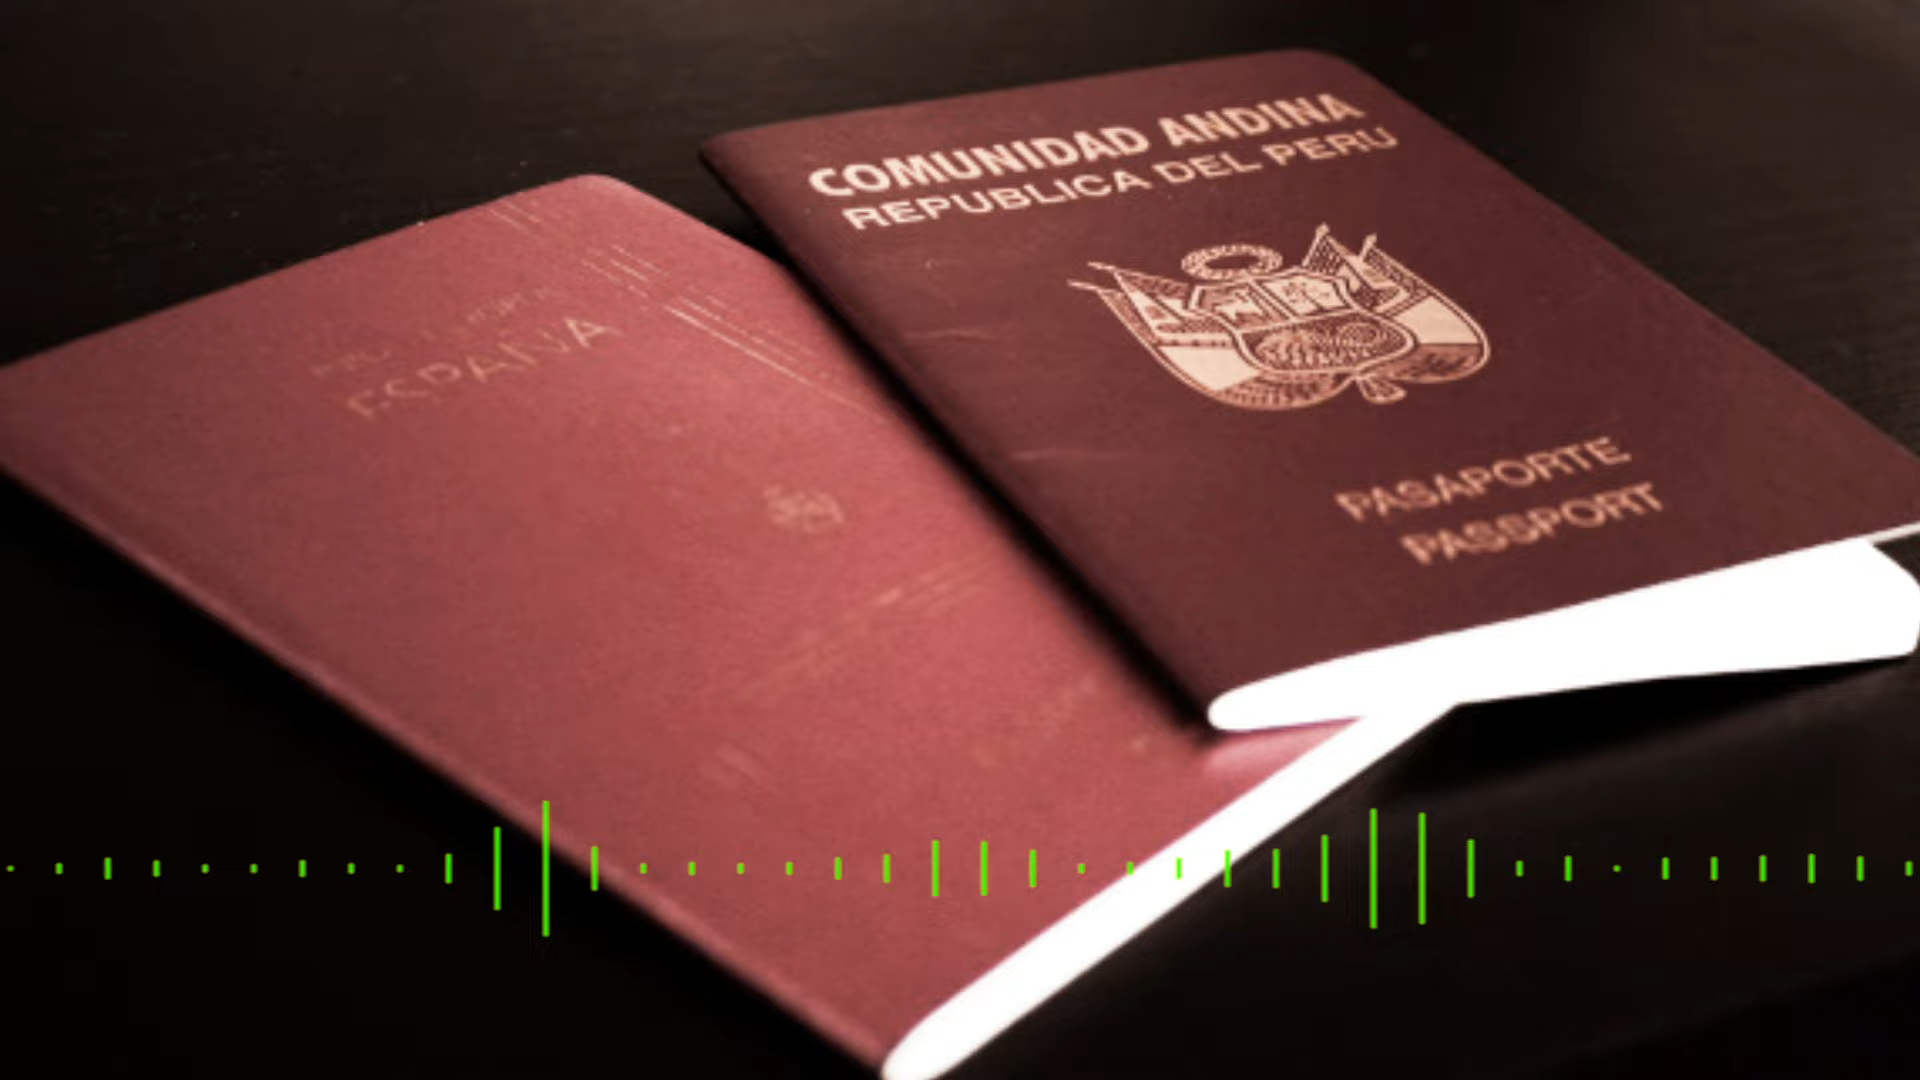 ESPAÑA
COMUNIDAD ANDINA
REPUBLICA DEL PERU
PASAPORTE
PASSPORT